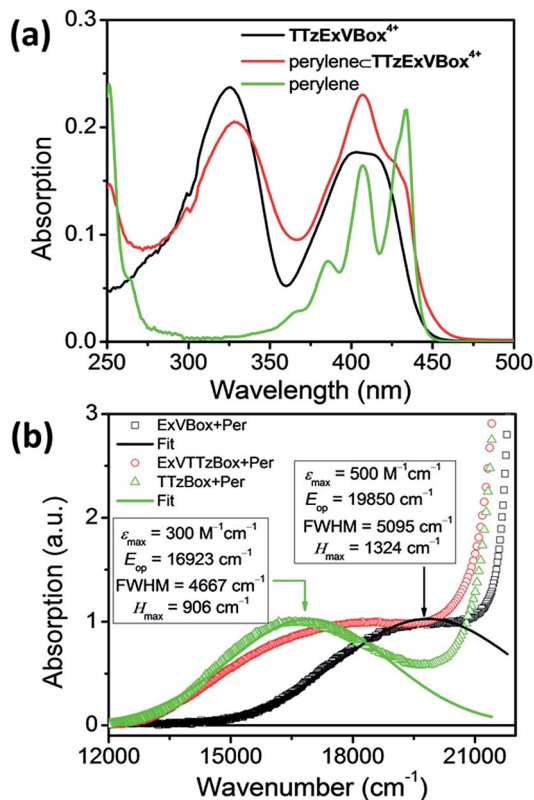 (a)
0.3
0.2
0.1
0.0
Absorption
TTzExVBox⁴⁺
perylene⊂TTzExVBox⁴⁺
perylene
250 300 350 400 450 500
Wavelength (nm)
(b)
3
2
1
0
Absorption (a.u.)
ExVBox+Per
Fit
ExVTTzBox+Per
TTzBox+Per
Fit
εmax = 500 M⁻¹cm⁻¹
Eop = 19850 cm⁻¹
FWHM = 5095 cm⁻¹
Hmax = 1324 cm⁻¹
εmax = 300 M⁻¹cm⁻¹
Eop = 16923 cm⁻¹
FWHM = 4667 cm⁻¹
Hmax = 906 cm⁻¹
12000 15000 18000 21000
Wavenumber (cm⁻¹)